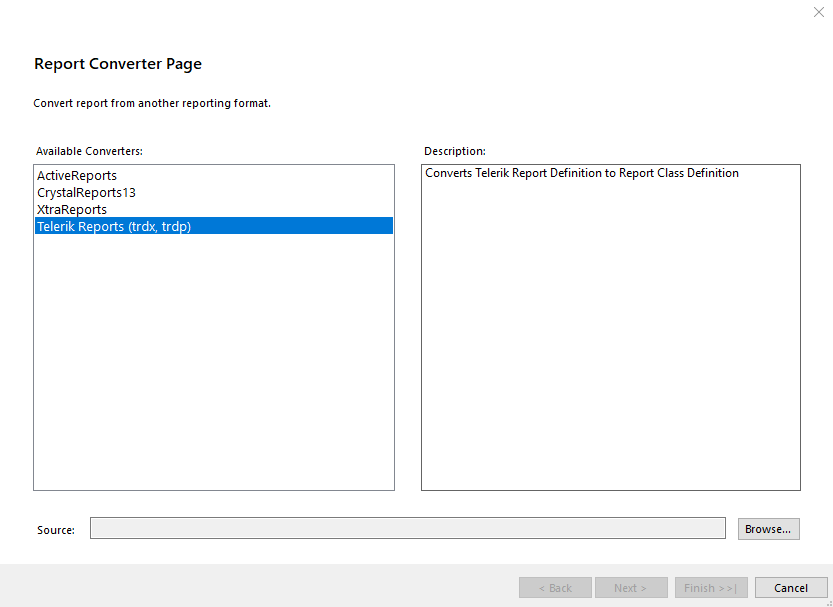 Report Converter Page
Convert report from another reporting format.
Available Converters:
Description:
ActiveReports
CrystalReports13
XtraReports
Telerik Reports (trdx, trdp)
Converts Telerik Report Definition to Report Class Definition
Source:
Browse...
< Back
Next >
Finish >>|
Cancel